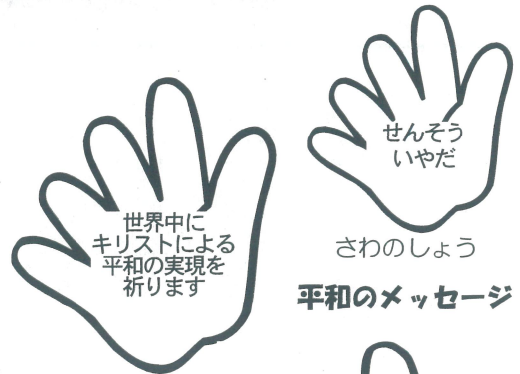 世界中に
キリストによる
平和の実現を
祈ります
せんそう
いやだ
さわのしょう
平和のメッセージ